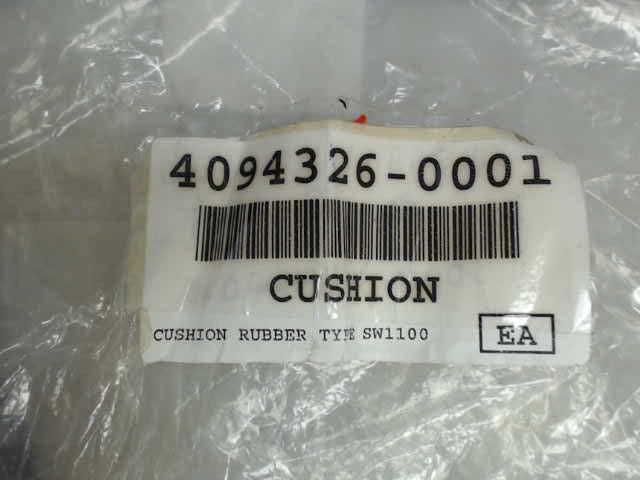 4094326-0001
CUSHION
CUSHION RUBBER TYPE SW1100
EA